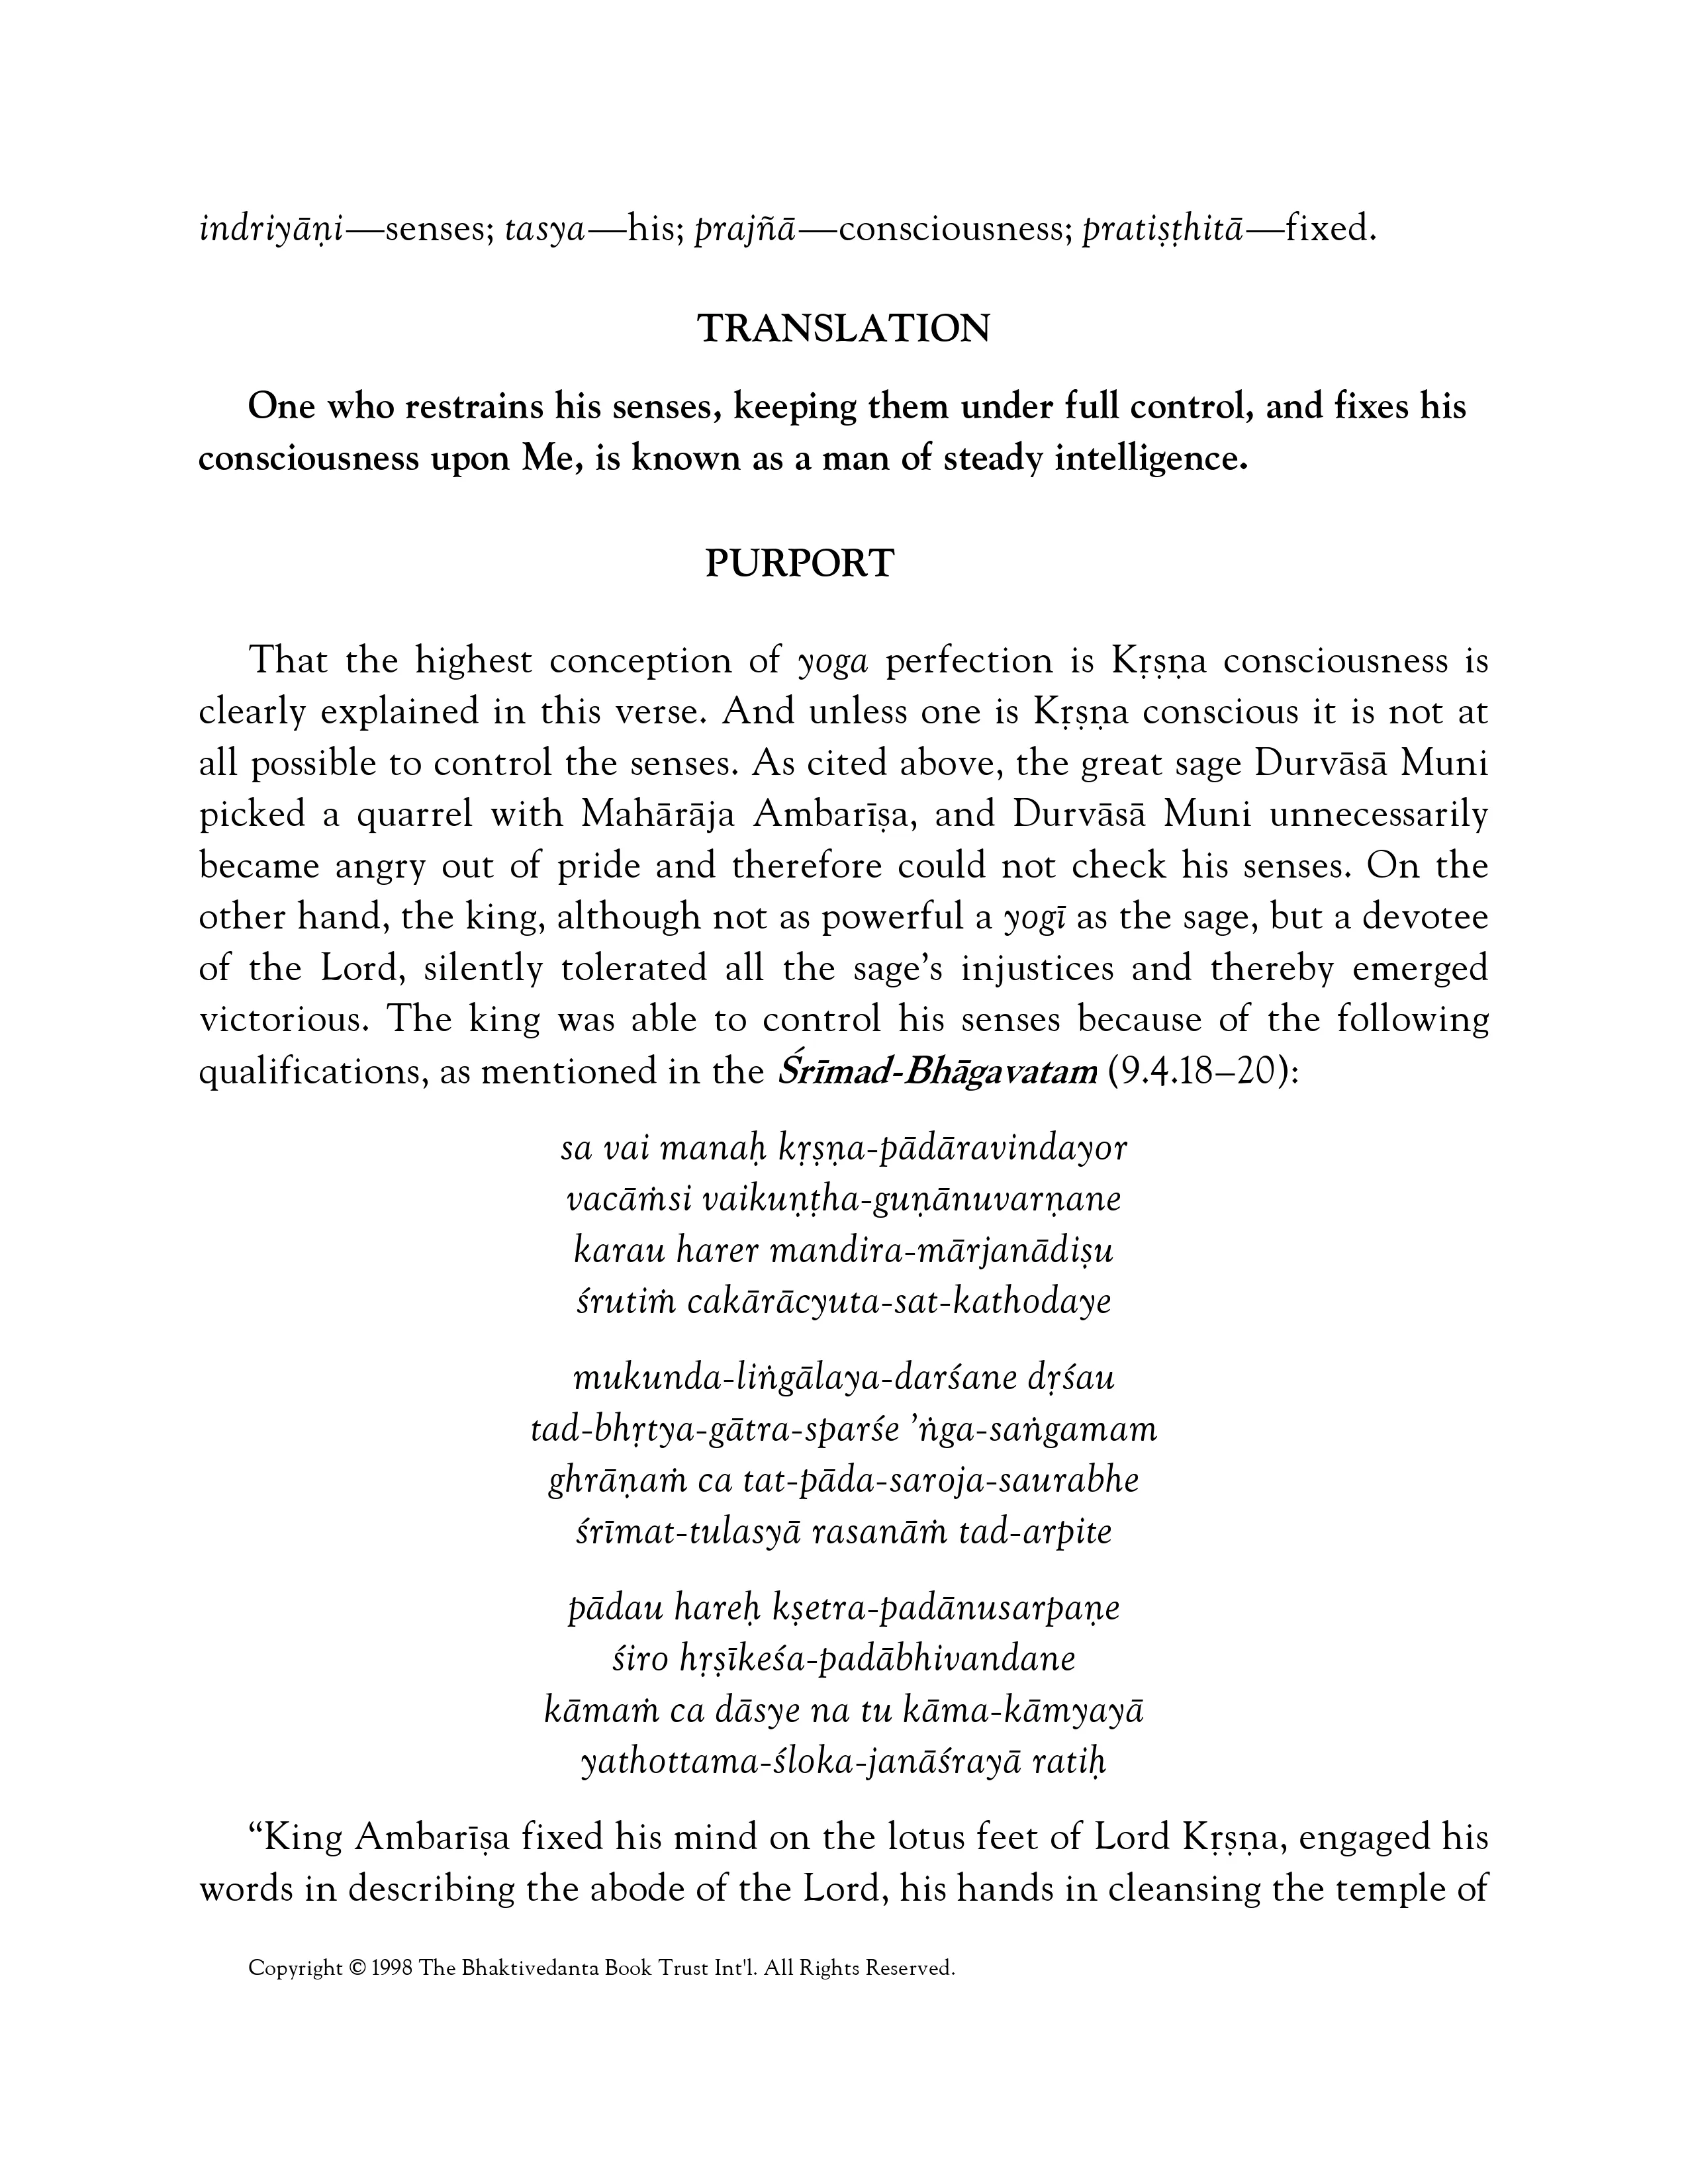 indriyāṇi—senses; tasya—his; prajñā—consciousness; pratiṣṭhitā—fixed.
TRANSLATION
One who restrains his senses, keeping them under full control, and fixes his
consciousness upon Me, is known as a man of steady intelligence.
PURPORT
That the highest conception of yoga perfection is Kṛṣṇa consciousness is
clearly explained in this verse. And unless one is Kṛṣṇa conscious it is not at
all possible to control the senses. As cited above, the great sage Durvāsā Muni
picked a quarrel with Mahārāja Ambarīṣa, and Durvāsā Muni unnecessarily
became angry out of pride and therefore could not check his senses. On the
other hand, the king, although not as powerful a yogī as the sage, but a devotee
of the Lord, silently tolerated all the sage’s injustices and thereby emerged
victorious. The king was able to control his senses because of the following
qualifications, as mentioned in the Śrīmad-Bhāgavatam (9.4.18–20):
sa vai manaḥ kṛṣṇa-pādāravindayor
vacāṁsi vaikuṇṭha-guṇānuvarṇane
karau harer mandira-mārjanādiṣu
śrutiṁ cakārācyuta-sat-kathodaye
mukunda-liṅgālaya-darśane dṛśau
tad-bhṛtya-gātra-sparśe ’ṅga-saṅgamam
ghrāṇaṁ ca tat-pāda-saroja-saurabhe
śrīmat-tulasyā rasanāṁ tad-arpite
pādau hareḥ kṣetra-padānusarpaṇe
śiro hṛṣīkeśa-padābhivandane
kāmaṁ ca dāsye na tu kāma-kāmyayā
yathottama-śloka-janāśrayā ratiḥ
“King Ambarīṣa fixed his mind on the lotus feet of Lord Kṛṣṇa, engaged his
words in describing the abode of the Lord, his hands in cleansing the temple of
Copyright © 1998 The Bhaktivedanta Book Trust Int'l. All Rights Reserved.